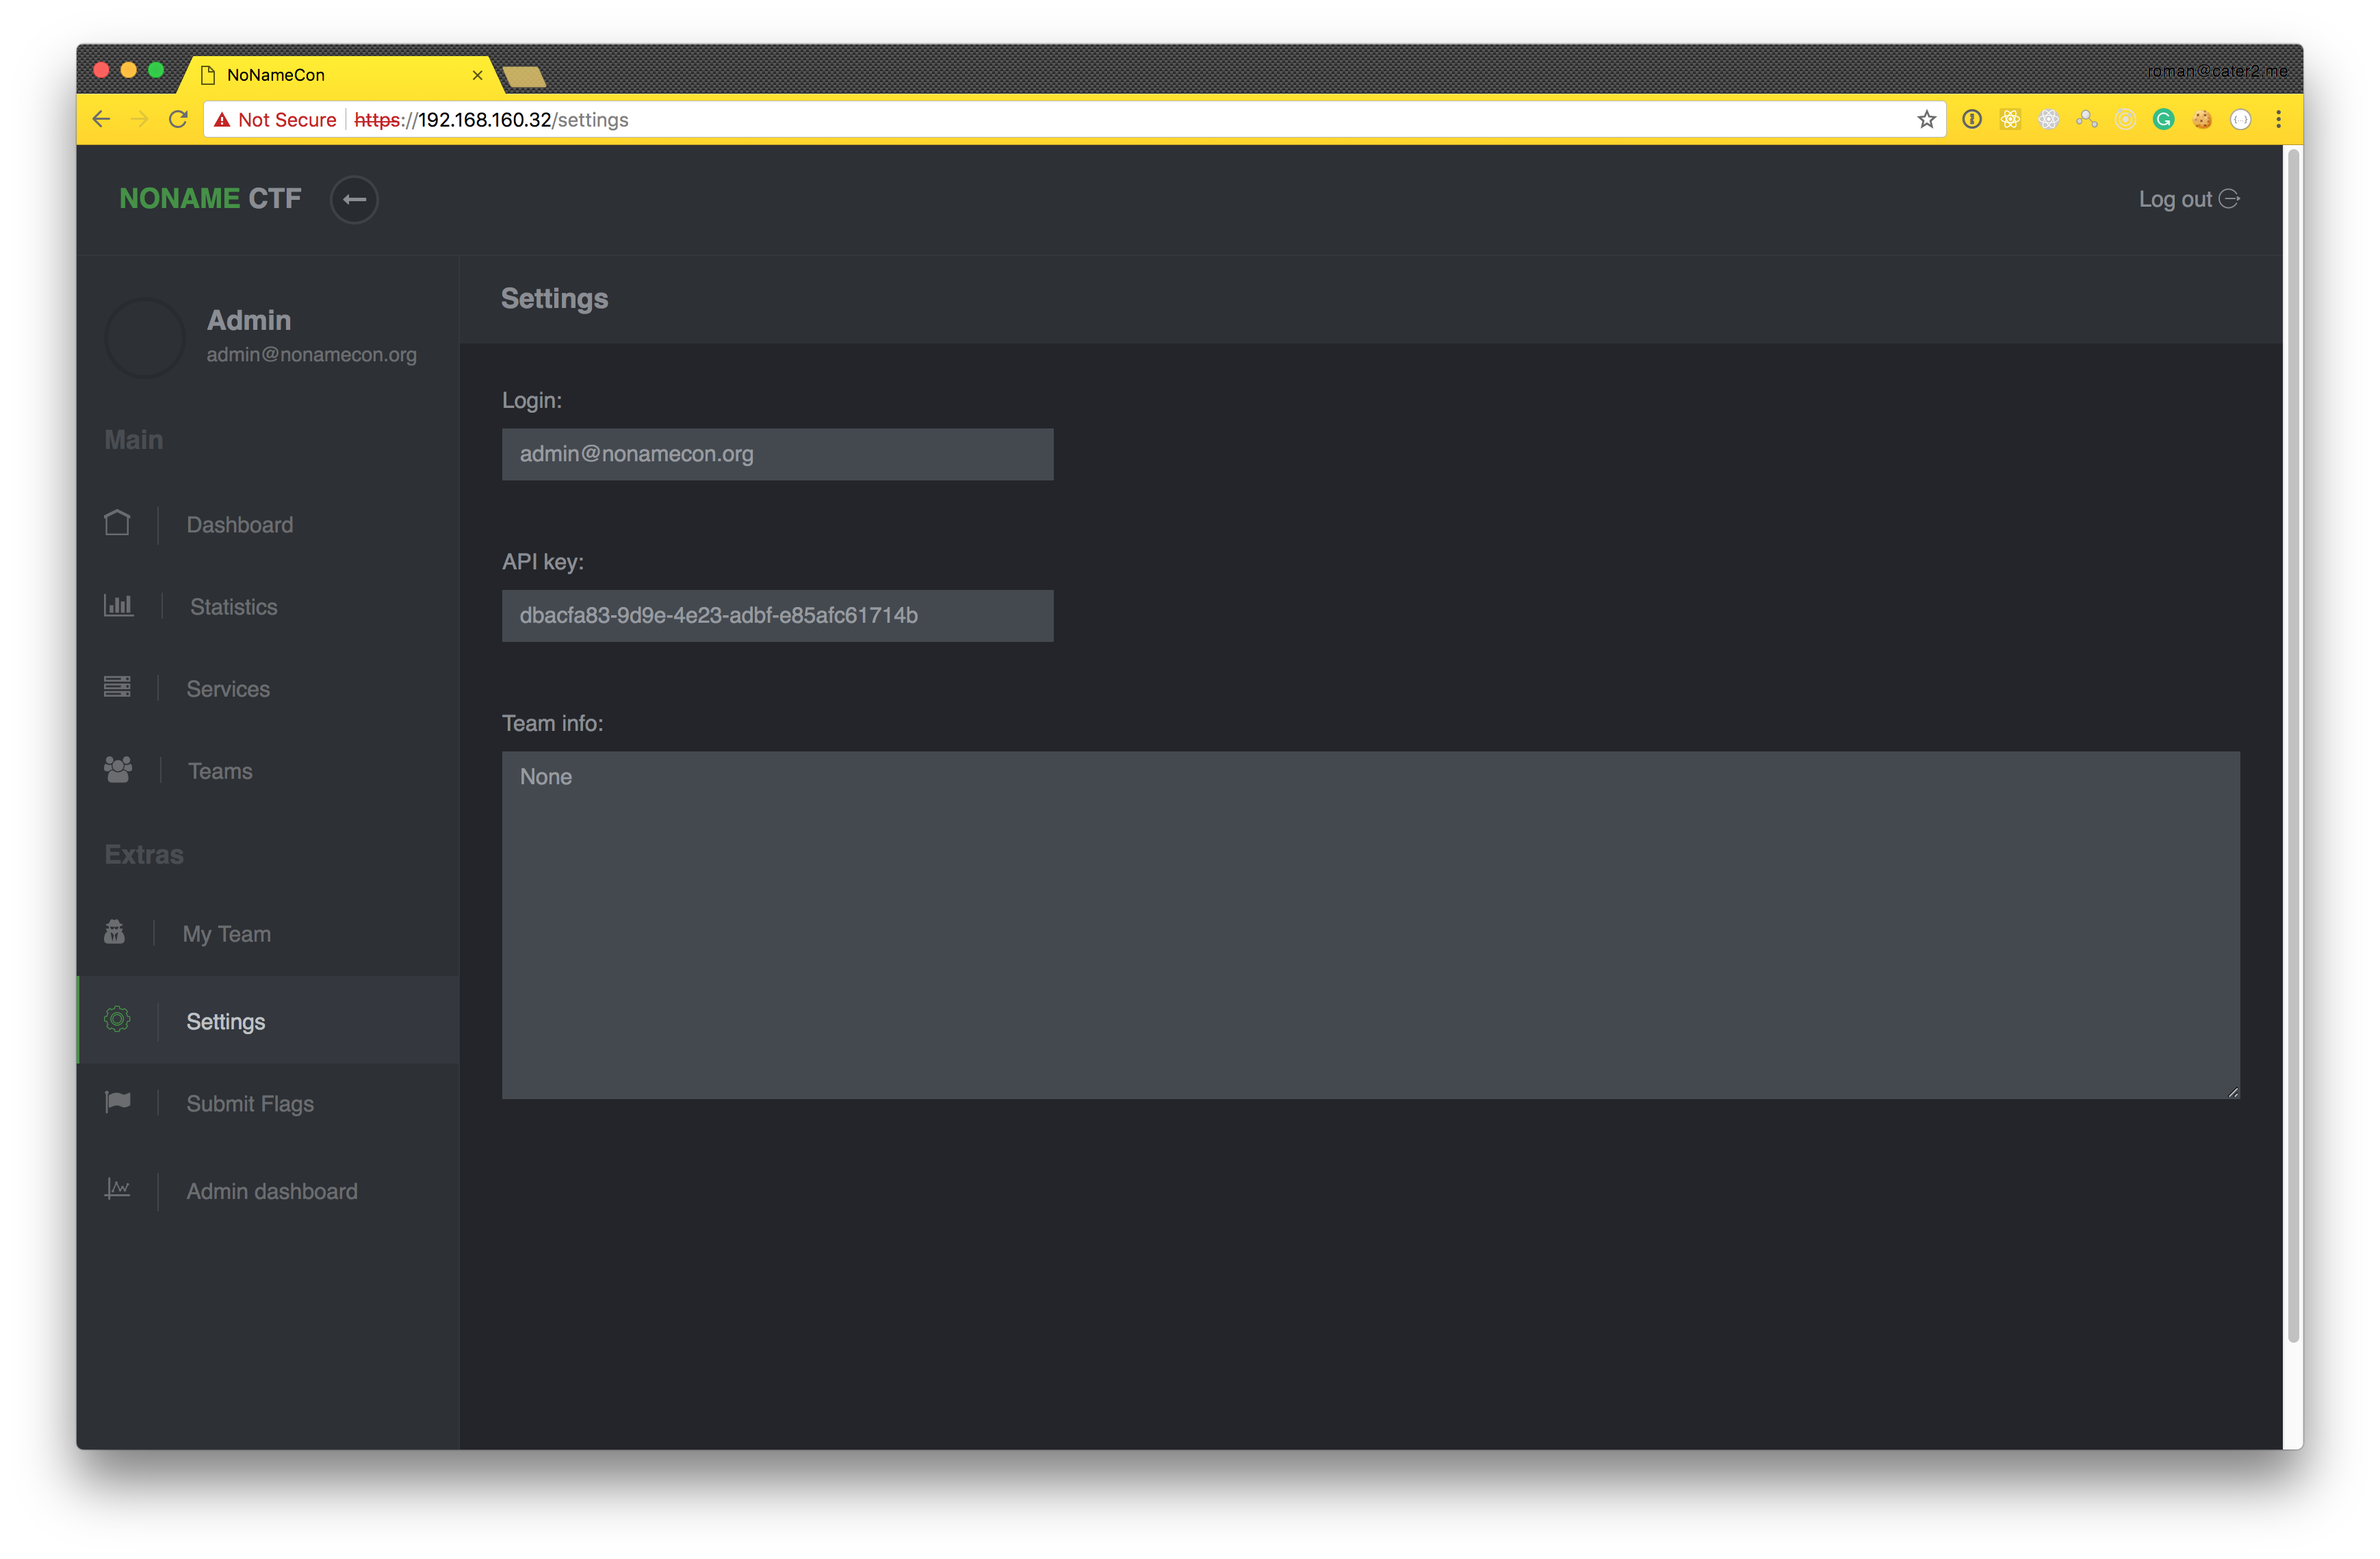 NoNameCon
roman@cater2.me
Not Secure https://192.168.160.32/settings
NONAME CTF
Log out
Admin
admin@nonamecon.org
Main
Dashboard
Statistics
Services
Teams
Extras
My Team
Settings
Submit Flags
Admin dashboard
Settings
Login:
admin@nonamecon.org
API key:
dbacfa83-9d9e-4e23-adbf-e85afc61714b
Team info:
None